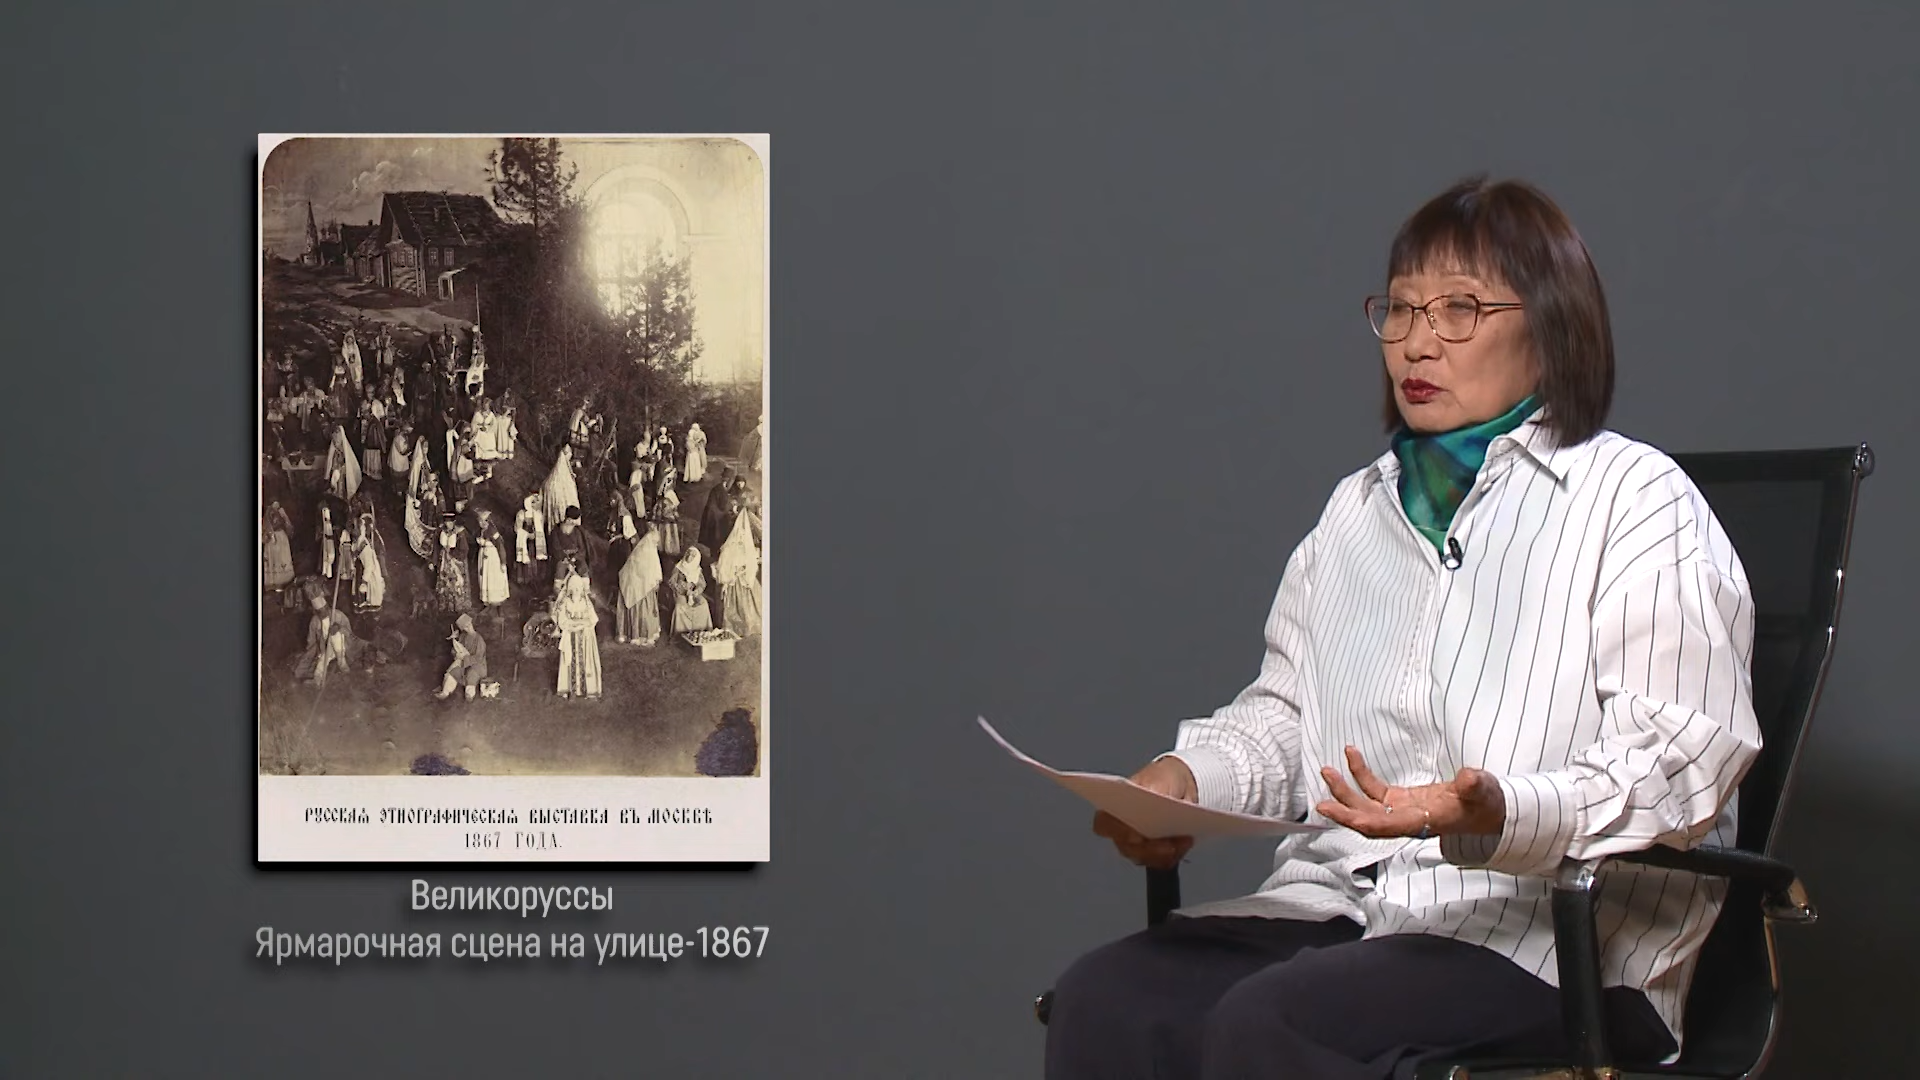 РУССКАЯ ЭТНОГРАФИЧЕСКАЯ ВЫСТАВКА ВЪ МОСКВѢ
1867 ГОДА.
Великоруссы
Ярмарочная сцена на улице-1867